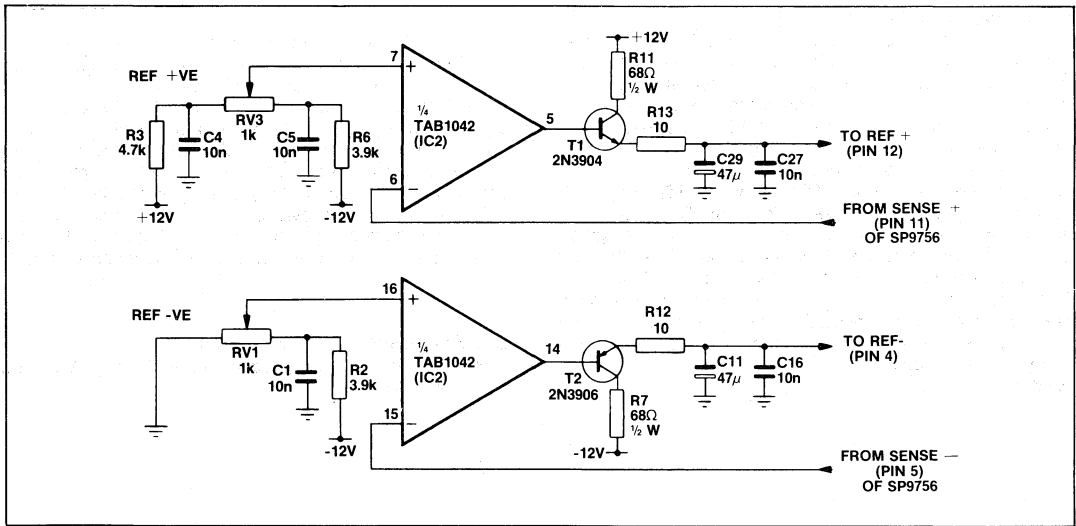 REF +VE
R3
4.7k
+12V
C4
10n
RV3
1k
C5
10n
R6
3.9k
-12V
7
+
6
−
¼
TAB1042
(IC2)
5
+12V
R11
68Ω
½ W
T1
2N3904
R13
10
C29
47μ
C27
10n
TO REF +
(PIN 12)
FROM SENSE +
(PIN 11)
OF SP9756
REF -VE
RV1
1k
C1
10n
R2
3.9k
-12V
16
+
15
−
¼
TAB1042
(IC2)
14
T2
2N3906
R12
10
R7
68Ω
½ W
-12V
C11
47μ
C16
10n
TO REF-
(PIN 4)
FROM SENSE —
(PIN 5)
OF SP9756